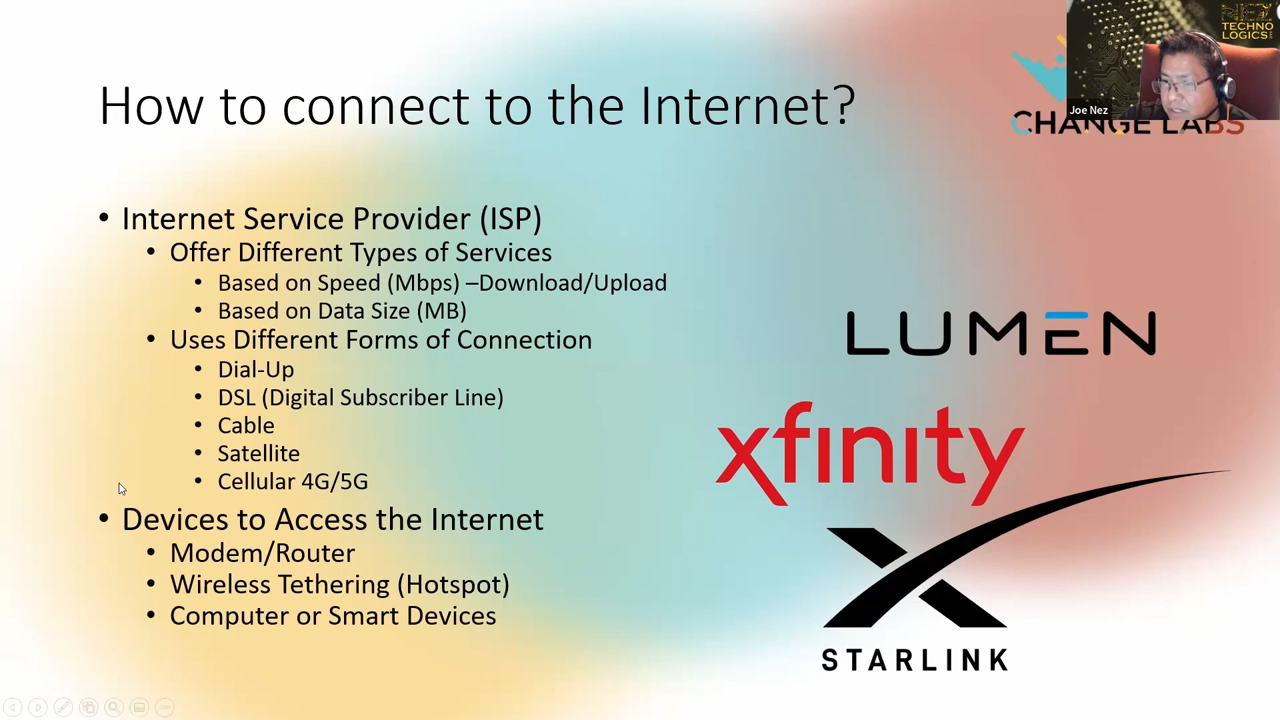 How to connect to the Internet?
NEZ
TECHNO
LOGICS
Joe Nez
CHANGE LABS
• Internet Service Provider (ISP)
• Offer Different Types of Services
• Based on Speed (Mbps) –Download/Upload
• Based on Data Size (MB)
• Uses Different Forms of Connection
• Dial-Up
• DSL (Digital Subscriber Line)
• Cable
• Satellite
• Cellular 4G/5G
• Devices to Access the Internet
• Modem/Router
• Wireless Tethering (Hotspot)
• Computer or Smart Devices
LUMEN
xfinity
STARLINK